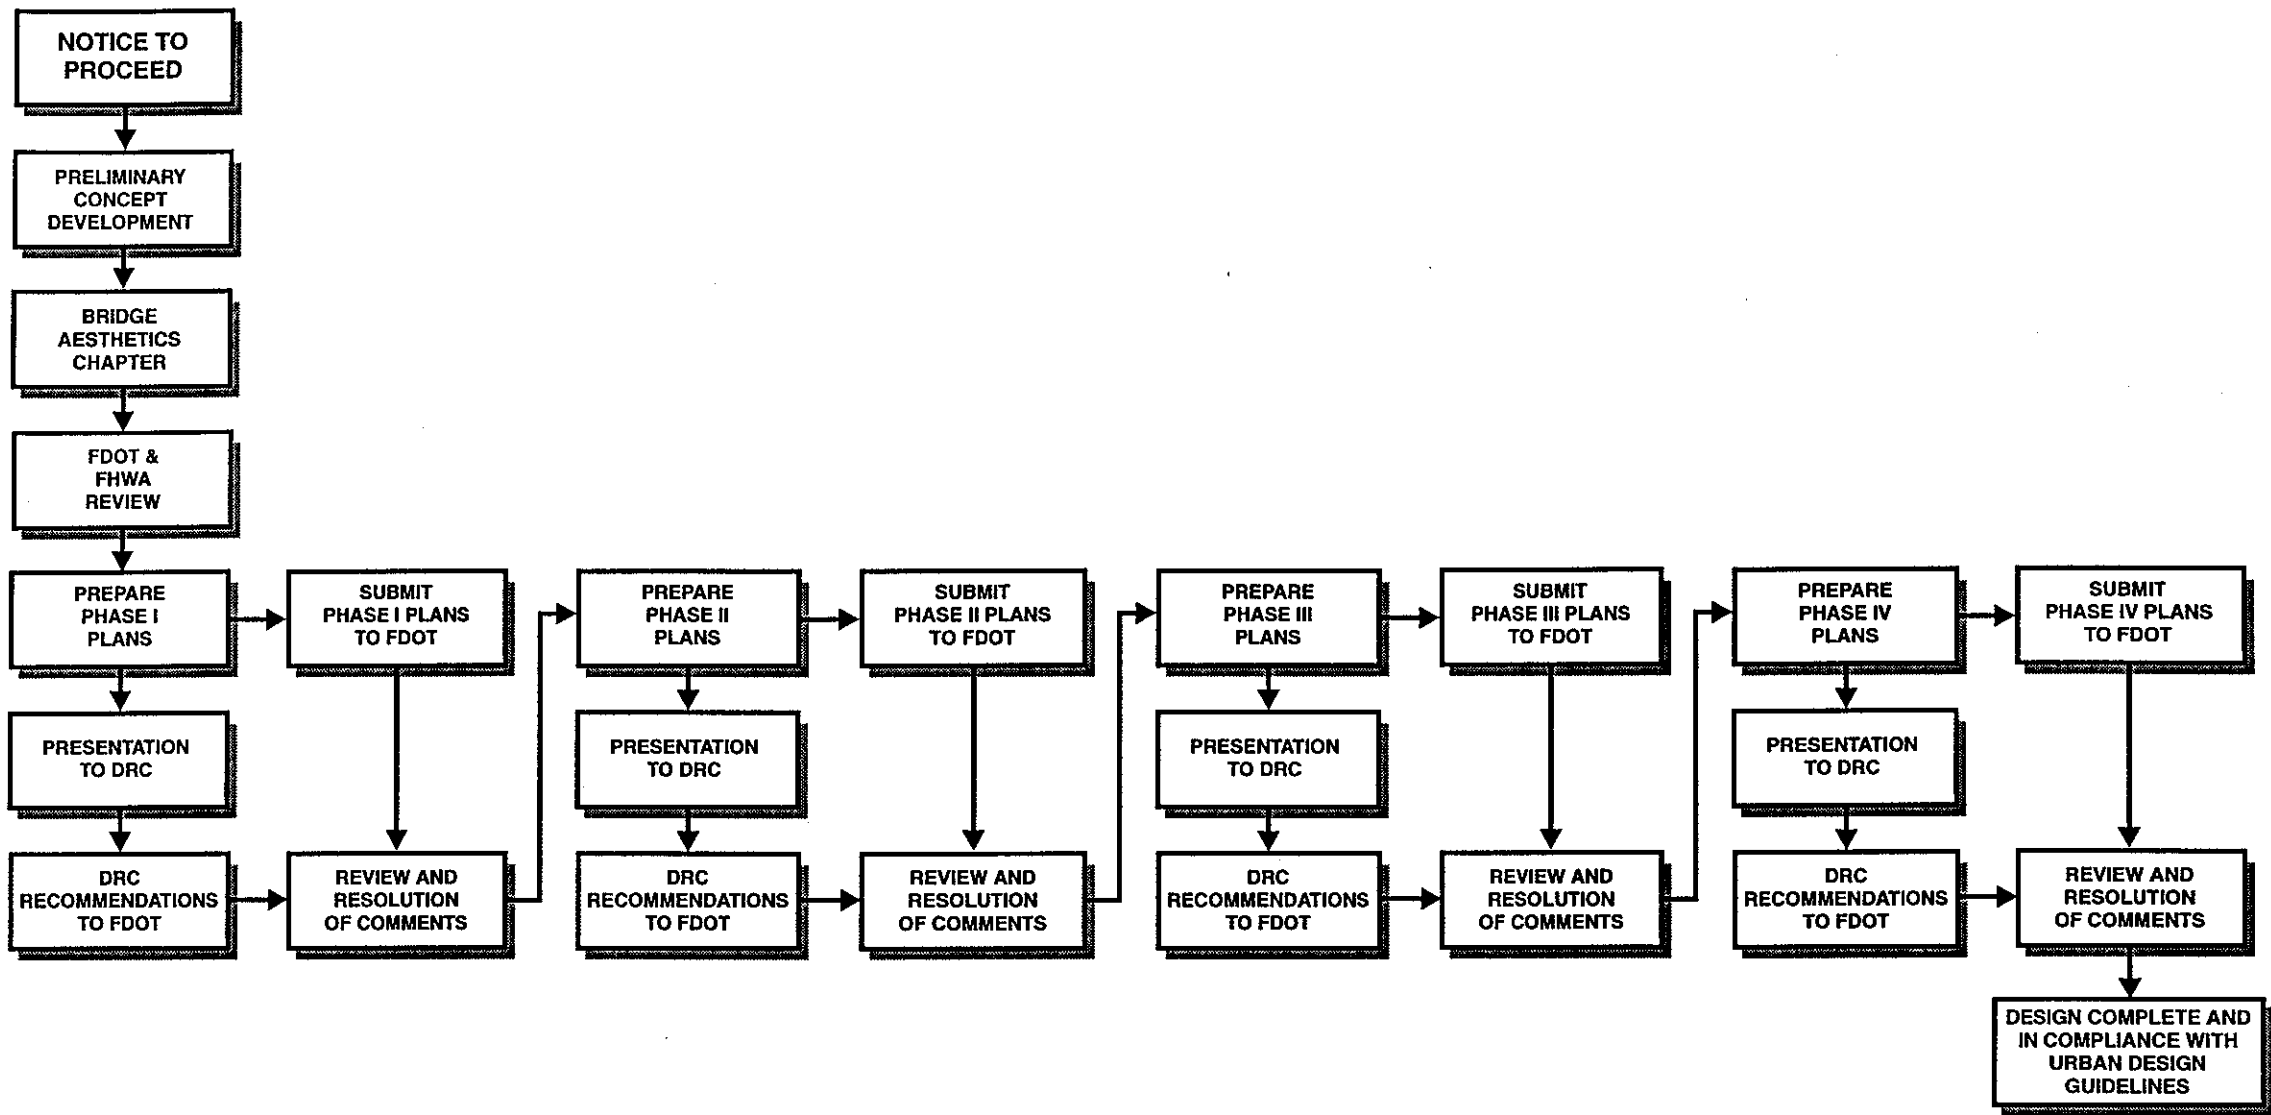 NOTICE TO
PROCEED
PRELIMINARY
CONCEPT
DEVELOPMENT
BRIDGE
AESTHETICS
CHAPTER
FDOT &
FHWA
REVIEW
PREPARE
PHASE I
PLANS
SUBMIT
PHASE I PLANS
TO FDOT
PRESENTATION
TO DRC
DRC
RECOMMENDATIONS
TO FDOT
REVIEW AND
RESOLUTION
OF COMMENTS
PREPARE
PHASE II
PLANS
SUBMIT
PHASE II PLANS
TO FDOT
PRESENTATION
TO DRC
DRC
RECOMMENDATIONS
TO FDOT
REVIEW AND
RESOLUTION
OF COMMENTS
PREPARE
PHASE III
PLANS
SUBMIT
PHASE III PLANS
TO FDOT
PRESENTATION
TO DRC
DRC
RECOMMENDATIONS
TO FDOT
REVIEW AND
RESOLUTION
OF COMMENTS
PREPARE
PHASE IV
PLANS
SUBMIT
PHASE IV PLANS
TO FDOT
PRESENTATION
TO DRC
DRC
RECOMMENDATIONS
TO FDOT
REVIEW AND
RESOLUTION
OF COMMENTS
DESIGN COMPLETE AND
IN COMPLIANCE WITH
URBAN DESIGN
GUIDELINES